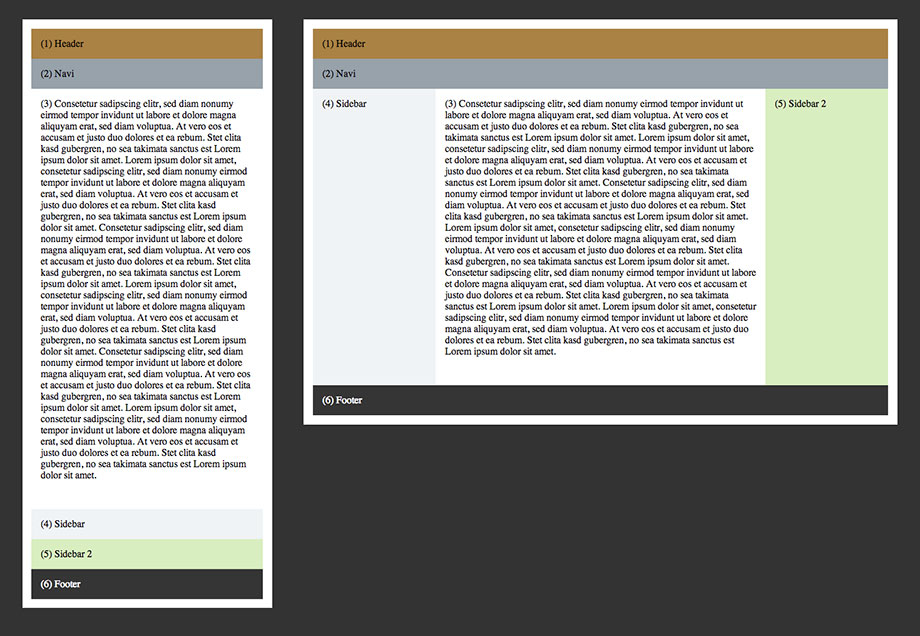 (1) Header
(2) Navi
(3) Consetetur sadipscing elitr, sed diam nonumy
eirmod tempor invidunt ut labore et dolore magna
aliquyam erat, sed diam voluptua. At vero eos et
accusam et justo duo dolores et ea rebum. Stet clita
kasd gubergren, no sea takimata sanctus est Lorem
ipsum dolor sit amet. Lorem ipsum dolor sit amet,
consetetur sadipscing elitr, sed diam nonumy eirmod
tempor invidunt ut labore et dolore magna aliquyam
erat, sed diam voluptua. At vero eos et accusam et
justo duo dolores et ea rebum. Stet clita kasd
gubergren, no sea takimata sanctus est Lorem ipsum
dolor sit amet. Consetetur sadipscing elitr, sed diam
nonumy eirmod tempor invidunt ut labore et dolore
magna aliquyam erat, sed diam voluptua. At vero eos
et accusam et justo duo dolores et ea rebum. Stet clita
kasd gubergren, no sea takimata sanctus est Lorem
ipsum dolor sit amet. Lorem ipsum dolor sit amet,
consetetur sadipscing elitr, sed diam nonumy eirmod
tempor invidunt ut labore et dolore magna aliquyam
erat, sed diam voluptua. At vero eos et accusam et
justo duo dolores et ea rebum. Stet clita kasd
gubergren, no sea takimata sanctus est Lorem ipsum
dolor sit amet. Consetetur sadipscing elitr, sed diam
nonumy eirmod tempor invidunt ut labore et dolore
magna aliquyam erat, sed diam voluptua. At vero eos
et accusam et justo duo dolores et ea rebum. Stet clita
kasd gubergren, no sea takimata sanctus est Lorem
ipsum dolor sit amet. Lorem ipsum dolor sit amet,
consetetur sadipscing elitr, sed diam nonumy eirmod
tempor invidunt ut labore et dolore magna aliquyam
erat, sed diam voluptua. At vero eos et accusam et
justo duo dolores et ea rebum. Stet clita kasd
gubergren, no sea takimata sanctus est Lorem ipsum
dolor sit amet.
(4) Sidebar
(5) Sidebar 2
(6) Footer
(1) Header
(2) Navi
(4) Sidebar
(3) Consetetur sadipscing elitr, sed diam nonumy eirmod tempor invidunt ut
labore et dolore magna aliquyam erat, sed diam voluptua. At vero eos et
accusam et justo duo dolores et ea rebum. Stet clita kasd gubergren, no sea
takimata sanctus est Lorem ipsum dolor sit amet. Lorem ipsum dolor sit amet,
consetetur sadipscing elitr, sed diam nonumy eirmod tempor invidunt ut labore
et dolore magna aliquyam erat, sed diam voluptua. At vero eos et accusam et
justo duo dolores et ea rebum. Stet clita kasd gubergren, no sea takimata
sanctus est Lorem ipsum dolor sit amet. Consetetur sadipscing elitr, sed diam
nonumy eirmod tempor invidunt ut labore et dolore magna aliquyam erat, sed
diam voluptua. At vero eos et accusam et justo duo dolores et ea rebum. Stet
clita kasd gubergren, no sea takimata sanctus est Lorem ipsum dolor sit amet.
Lorem ipsum dolor sit amet, consetetur sadipscing elitr, sed diam nonumy
eirmod tempor invidunt ut labore et dolore magna aliquyam erat, sed diam
voluptua. At vero eos et accusam et justo duo dolores et ea rebum. Stet clita
kasd gubergren, no sea takimata sanctus est Lorem ipsum dolor sit amet.
Consetetur sadipscing elitr, sed diam nonumy eirmod tempor invidunt ut labore
et dolore magna aliquyam erat, sed diam voluptua. At vero eos et accusam et
justo duo dolores et ea rebum. Stet clita kasd gubergren, no sea takimata
sanctus est Lorem ipsum dolor sit amet. Lorem ipsum dolor sit amet, consetetur
sadipscing elitr, sed diam nonumy eirmod tempor invidunt ut labore et dolore
magna aliquyam erat, sed diam voluptua. At vero eos et accusam et justo duo
dolores et ea rebum. Stet clita kasd gubergren, no sea takimata sanctus est
Lorem ipsum dolor sit amet.
(5) Sidebar 2
(6) Footer